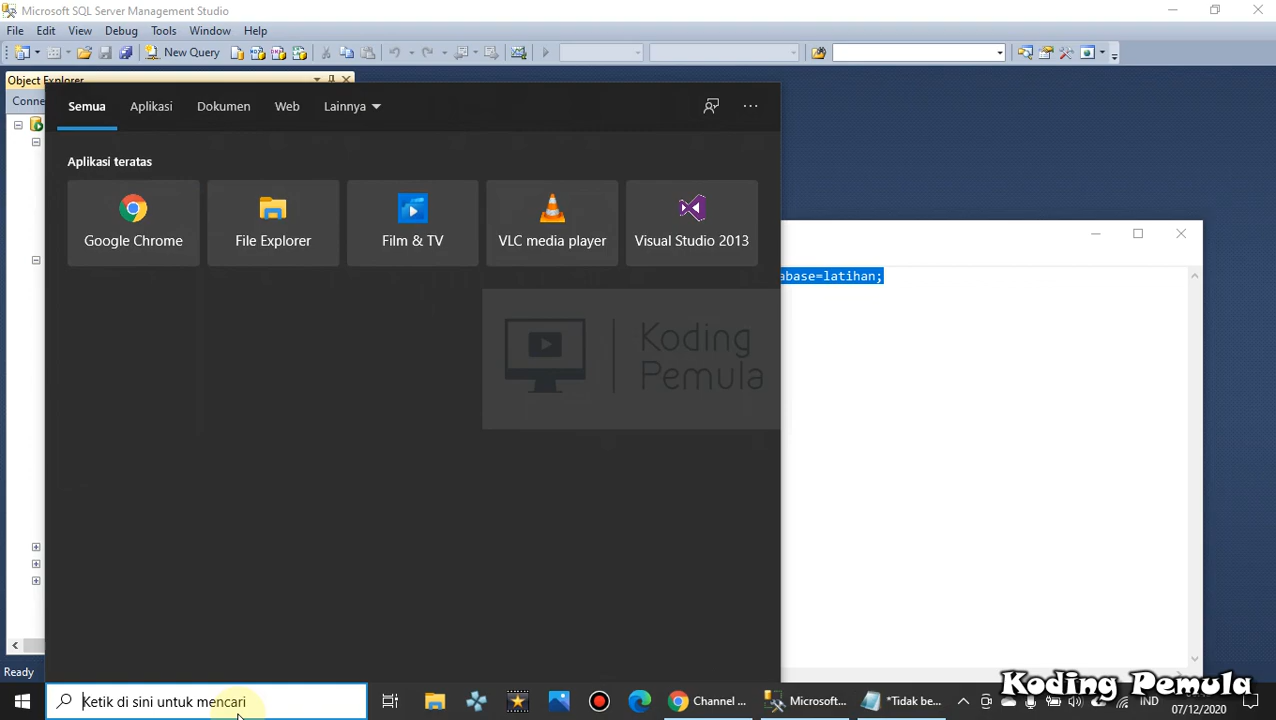 Microsoft SQL Server Management Studio
File Edit View Debug Tools Window Help
New Query
Object Explorer
Conne
Semua Aplikasi Dokumen Web Lainnya
Aplikasi teratas
Google Chrome File Explorer Film & TV VLC media player Visual Studio 2013
abase=latihan;
Koding
Pemula
Ready
Koding Pemula
Ketik di sini untuk mencari
Channel ... Microsoft... *Tidak be... IND
07/12/2020